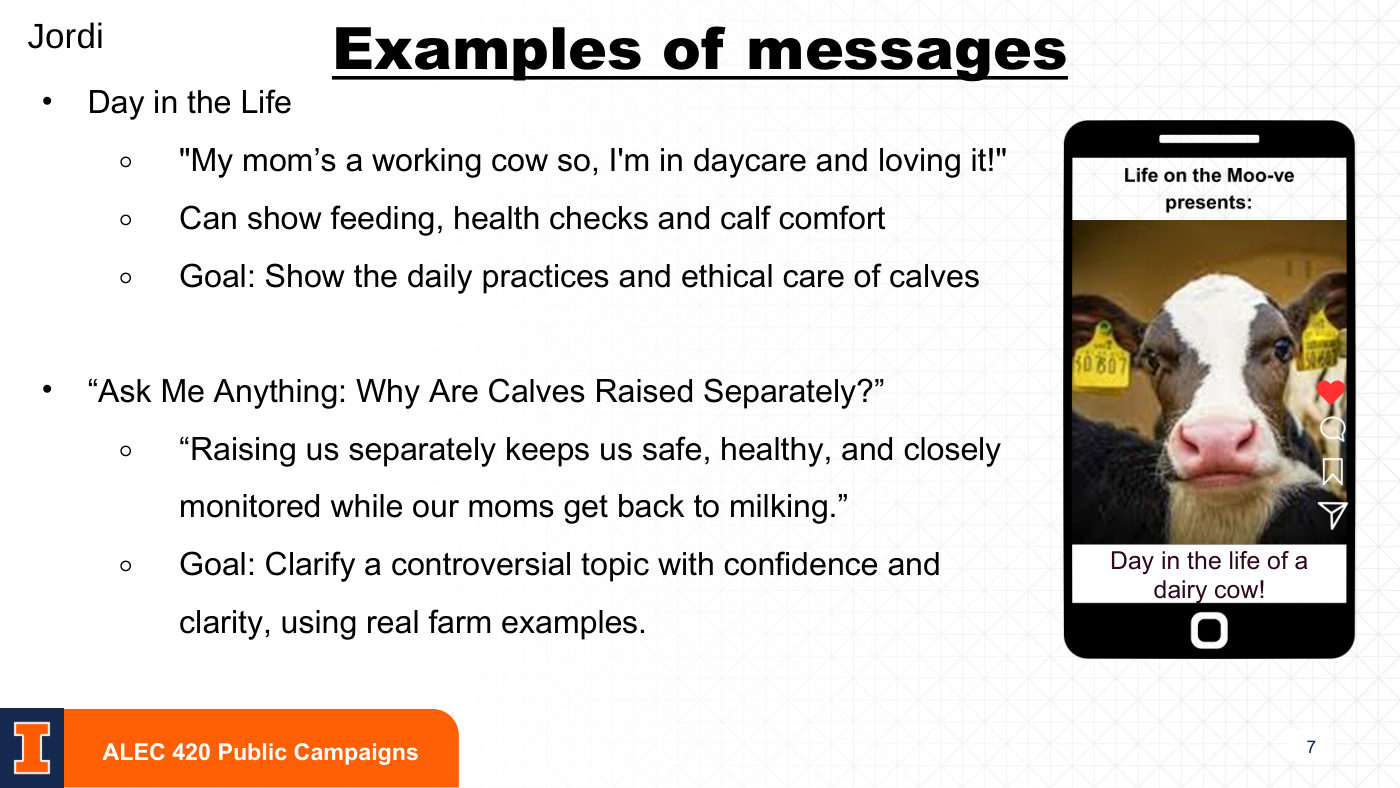 Jordi
Examples of messages
• Day in the Life
○ "My mom’s a working cow so, I'm in daycare and loving it!"
○ Can show feeding, health checks and calf comfort
○ Goal: Show the daily practices and ethical care of calves
• “Ask Me Anything: Why Are Calves Raised Separately?”
○ “Raising us separately keeps us safe, healthy, and closely
monitored while our moms get back to milking.”
○ Goal: Clarify a controversial topic with confidence and
clarity, using real farm examples.
Life on the Moo-ve
presents:
Day in the life of a
dairy cow!
I
ALEC 420 Public Campaigns
7